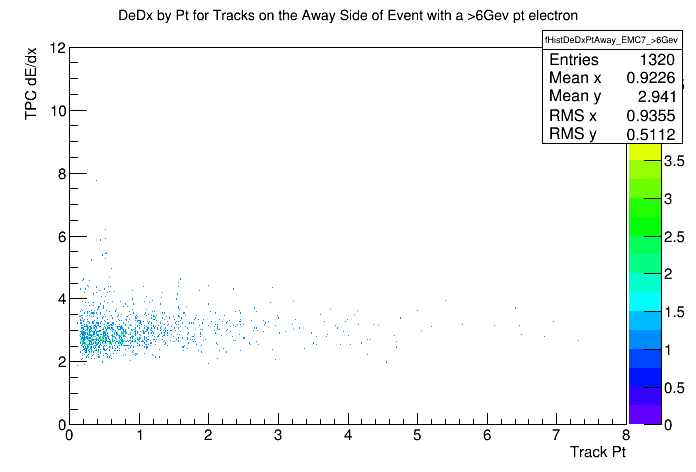 DeDx by Pt for Tracks on the Away Side of Event with a >6Gev pt electron
fHistDeDxPtAway_EMC7_>6Gev
Entries 1320
Mean x 0.9226
Mean y 2.941
RMS x 0.9355
RMS y 0.5112
TPC dE/dx
12
10
8
6
4
2
0
0 1 2 3 4 5 6 7 8
Track Pt
3.5
3
2.5
2
1.5
1
0.5
0